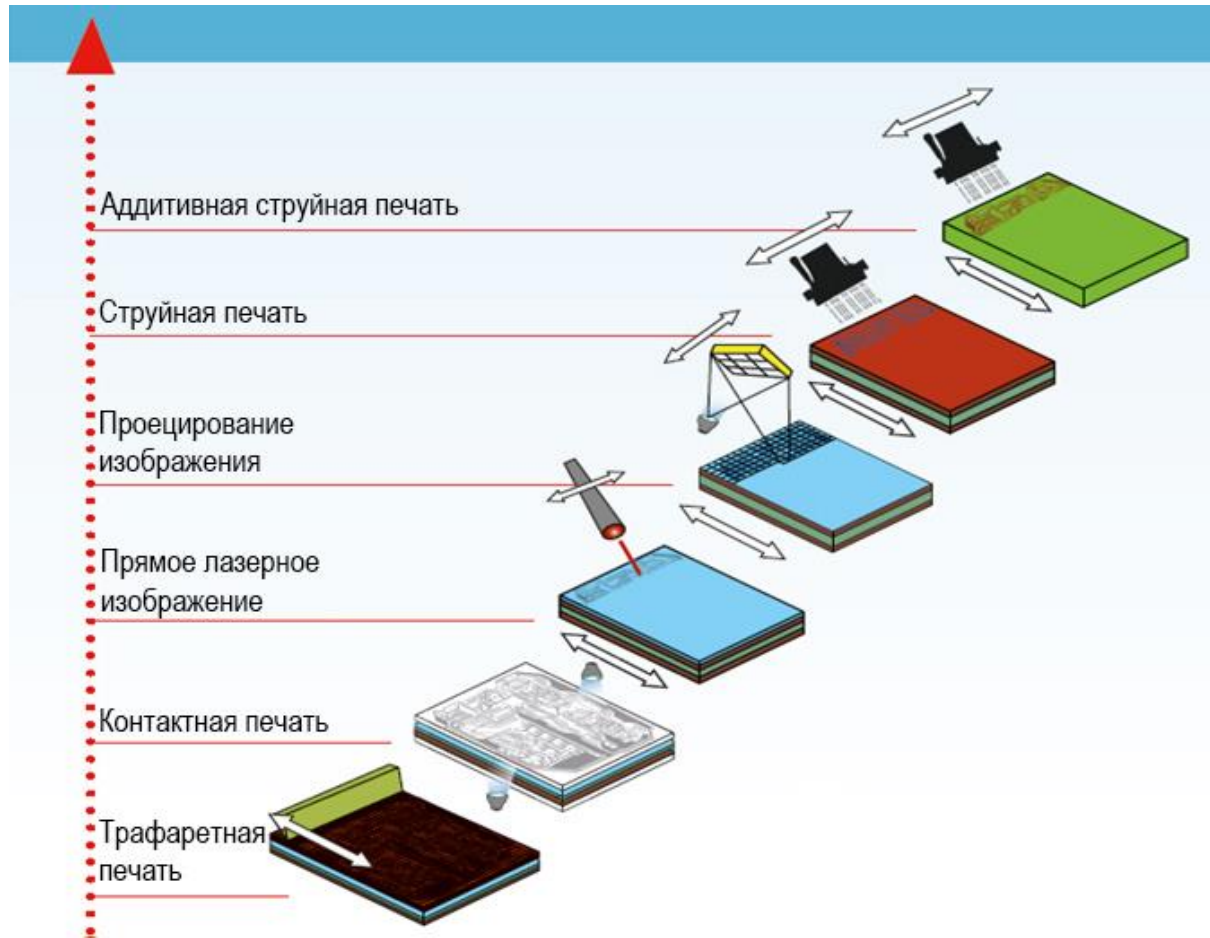 Аддитивная струйная печать
Струйная печать
Проецирование
изображения
Прямое лазерное
изображение
Контактная печать
Трафаретная
печать